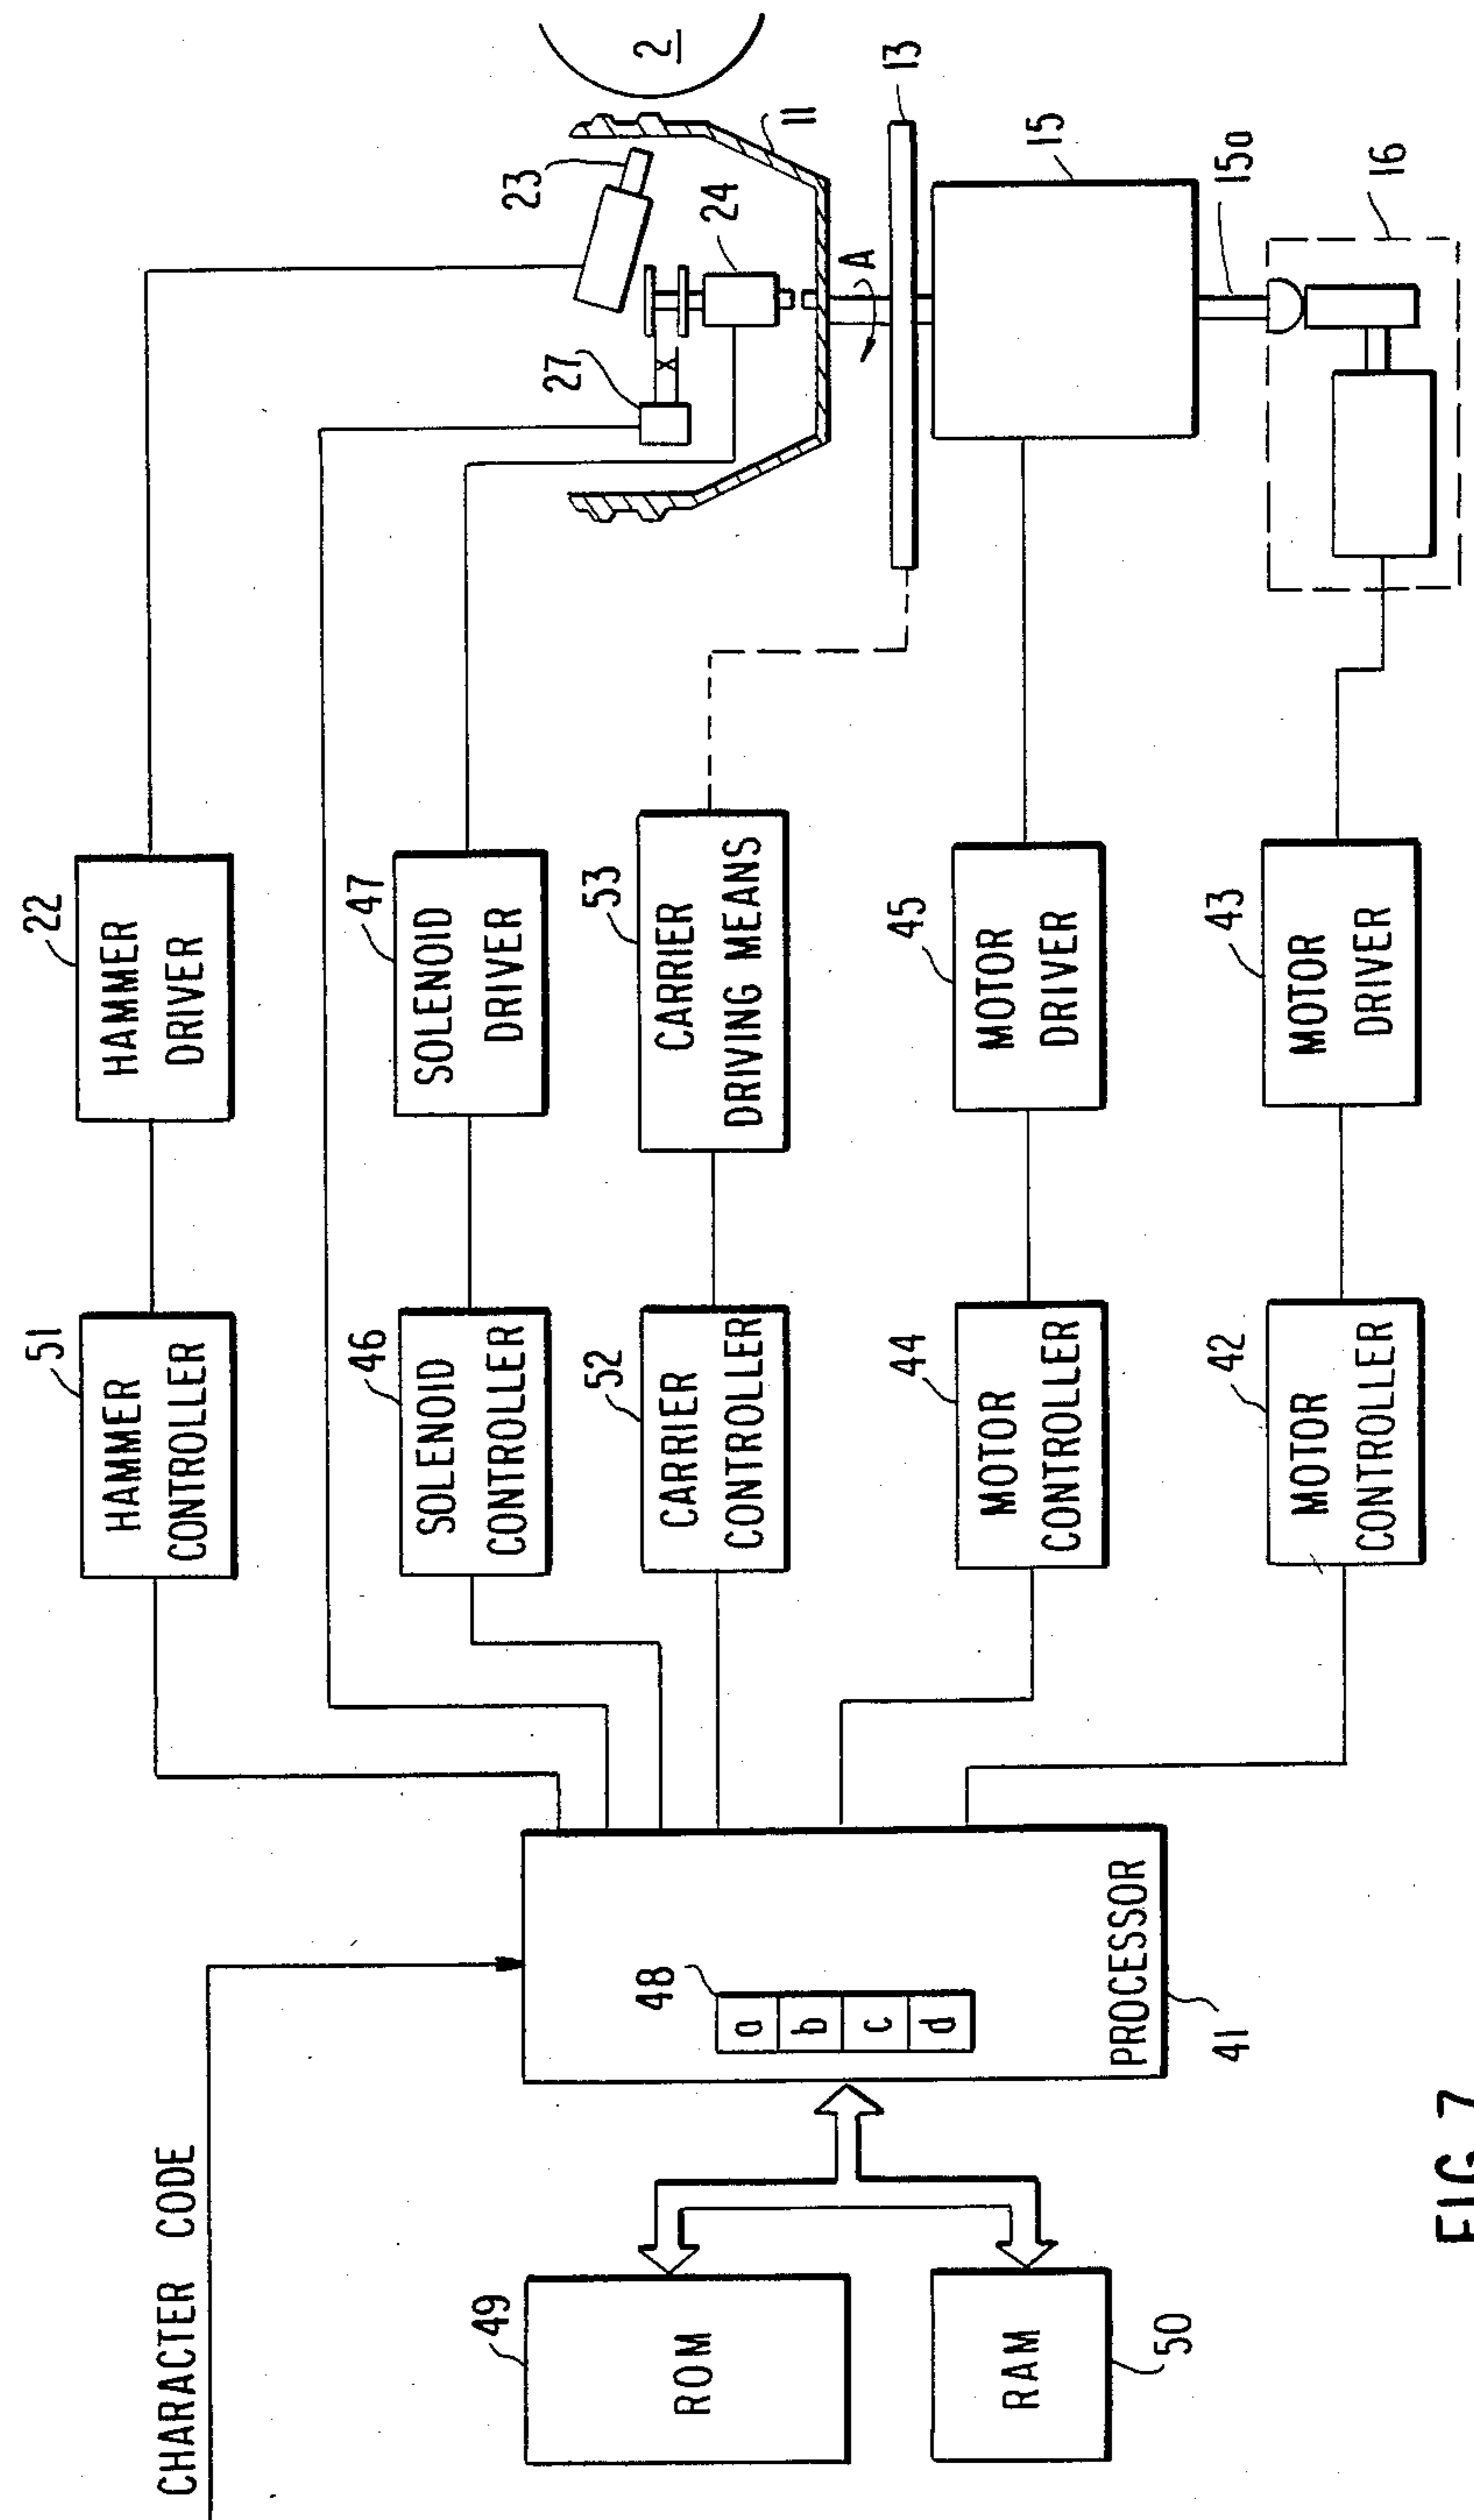 CHARACTER CODE
49
ROM
RAM
50
48
a
b
c
d
PROCESSOR
41
51
HAMMER
CONTROLLER
46
SOLENOID
CONTROLLER
52
CARRIER
CONTROLLER
44
MOTOR
CONTROLLER
42
MOTOR
CONTROLLER
22
HAMMER
DRIVER
47
SOLENOID
DRIVER
53
CARRIER
DRIVING MEANS
45
MOTOR
DRIVER
43
MOTOR
DRIVER
27
23
24
11
2
A
13
15
15a
16
FIG. 7